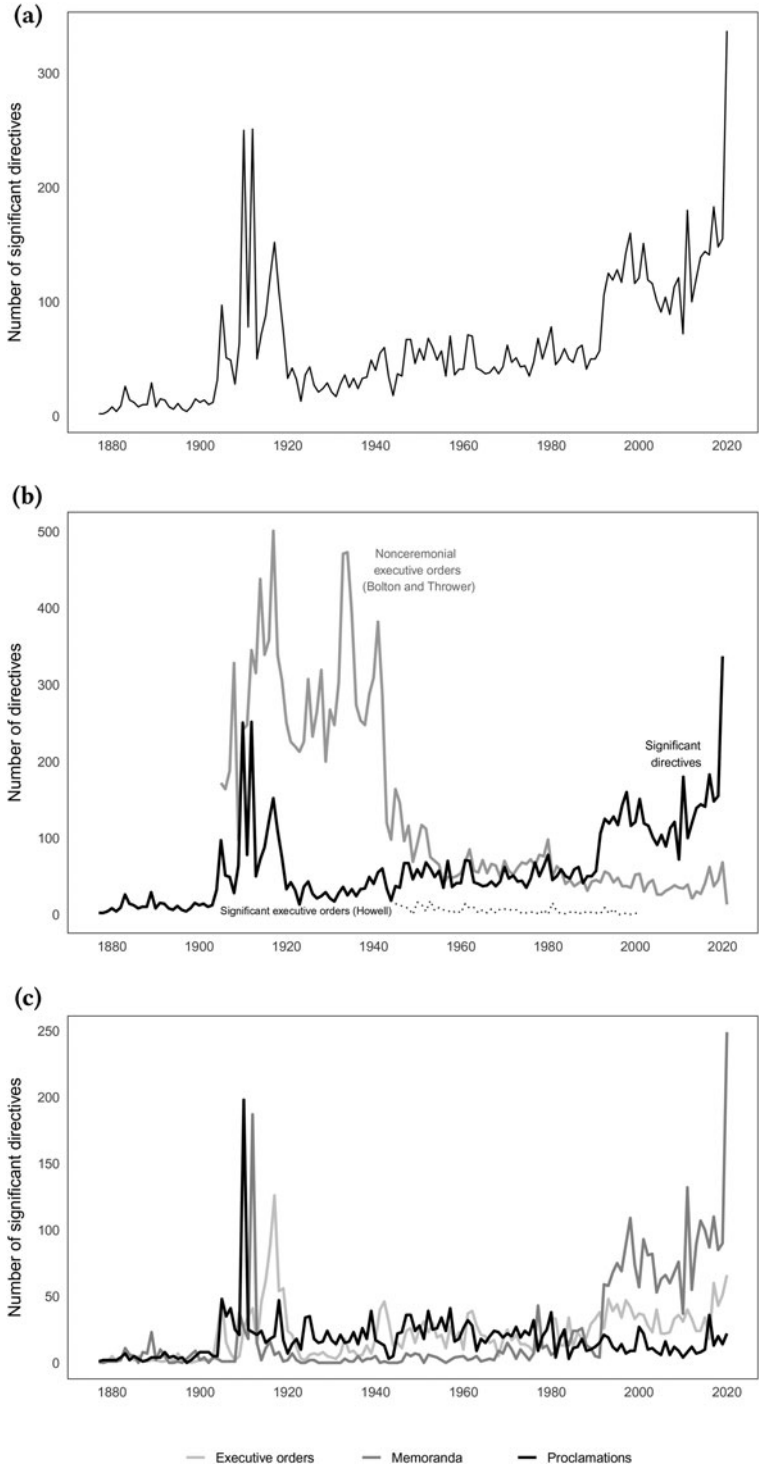 (a)
Number of significant directives
300
200
100
0
1880 1900 1920 1940 1960 1980 2000 2020
(b)
Number of directives
500
400
300
200
100
0
Nonceremonial
executive orders
(Bolton and Thrower)
Significant
directives
Significant executive orders (Howell)
1880 1900 1920 1940 1960 1980 2000 2020
(c)
Number of significant directives
250
200
150
100
50
0
1880 1900 1920 1940 1960 1980 2000 2020
Executive orders Memoranda Proclamations